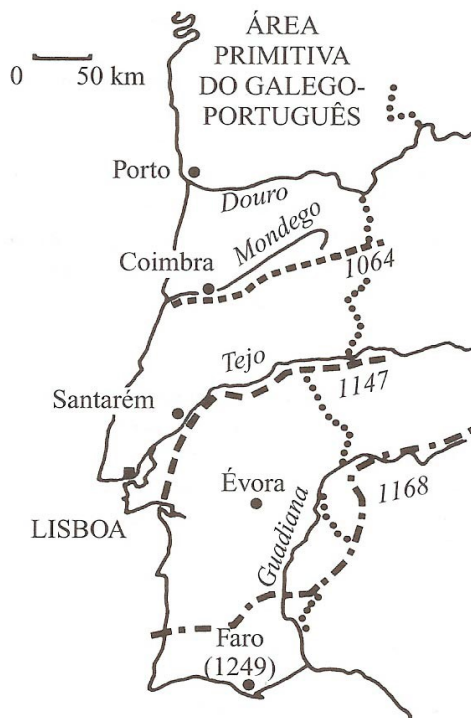 ÁREA
PRIMITIVA
DO GALEGO-
PORTUGUÊS
0 50 km
Porto
Douro
Mondego
Coimbra
1064
Tejo
1147
Santarém
1168
Évora
LISBOA
Guadiana
Faro
(1249)